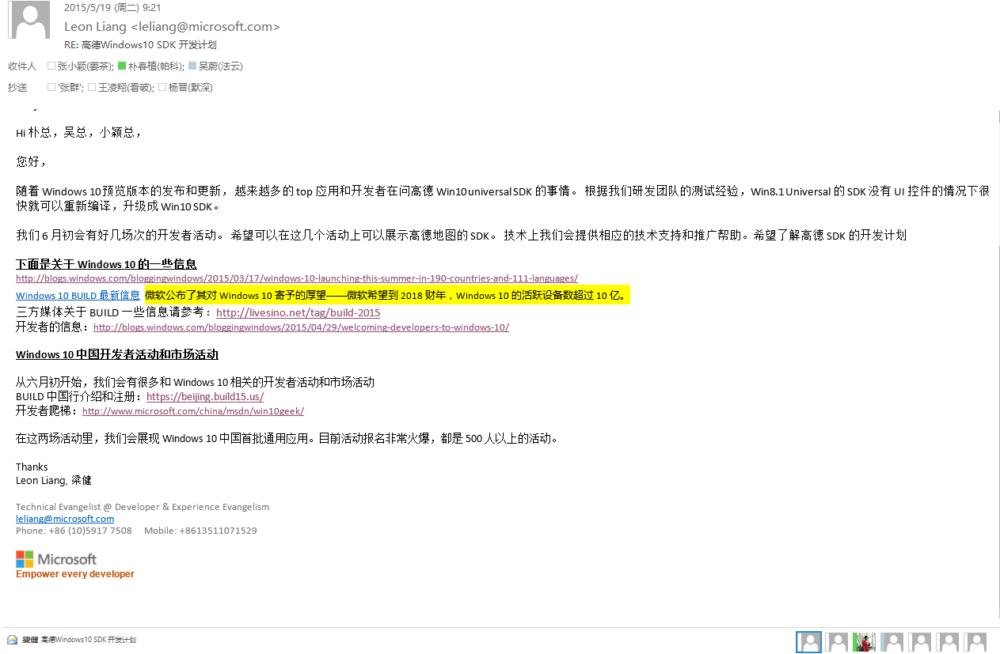 2015/5/19 (周二) 9:21
Leon Liang <leliang@microsoft.com>
RE: 高德Windows10 SDK 开发计划
收件人 张小颖(姜茶); 朴春植(帕科); 吴蔚(法云)
抄送 '张群'; 王凌翔(看破); 杨晋(默深)
Hi 朴总，吴总，小颖总，
您好，
随着 Windows 10 预览版本的发布和更新，越来越多的 top 应用和开发者在问高德 Win10 universal SDK 的事情。 根据我们研发团队的测试经验，Win8.1 Universal 的 SDK 没有 UI 控件的情况下很
快就可以重新编译，升级成 Win10 SDK。
我们 6 月初会有好几场次的开发者活动。 希望可以在这几个活动上可以展示高德地图的 SDK。 技术上我们会提供相应的技术支持和推广帮助。希望了解高德 SDK 的开发计划
下面是关于 Windows 10 的一些信息
http://blogs.windows.com/bloggingwindows/2015/03/17/windows-10-launching-this-summer-in-190-countries-and-111-languages/
Windows 10 BUILD 最新信息 微软公布了其对 Windows 10 寄予的厚望——微软希望到 2018 财年，Windows 10 的活跃设备数超过 10 亿。
三方媒体关于 BUILD 一些信息请参考：http://livesino.net/tag/build-2015
开发者的信息：http://blogs.windows.com/bloggingwindows/2015/04/29/welcoming-developers-to-windows-10/
Windows 10 中国开发者活动和市场活动
从六月初开始，我们会有很多和 Windows 10 相关的开发者活动和市场活动
BUILD 中国行介绍和注册：https://beijing.build15.us/
开发者爬梯：http://www.microsoft.com/china/msdn/win10geek/
在这两场活动里，我们会展现 Windows 10 中国首批通用应用。目前活动报名非常火爆，都是 500 人以上的活动。
Thanks
Leon Liang, 梁健
Technical Evangelist @ Developer & Experience Evangelism
leliang@microsoft.com
Phone: +86 (10)5917 7508 Mobile: +8613511071529
Microsoft
Empower every developer
梁健 高德Windows10 SDK 开发计划